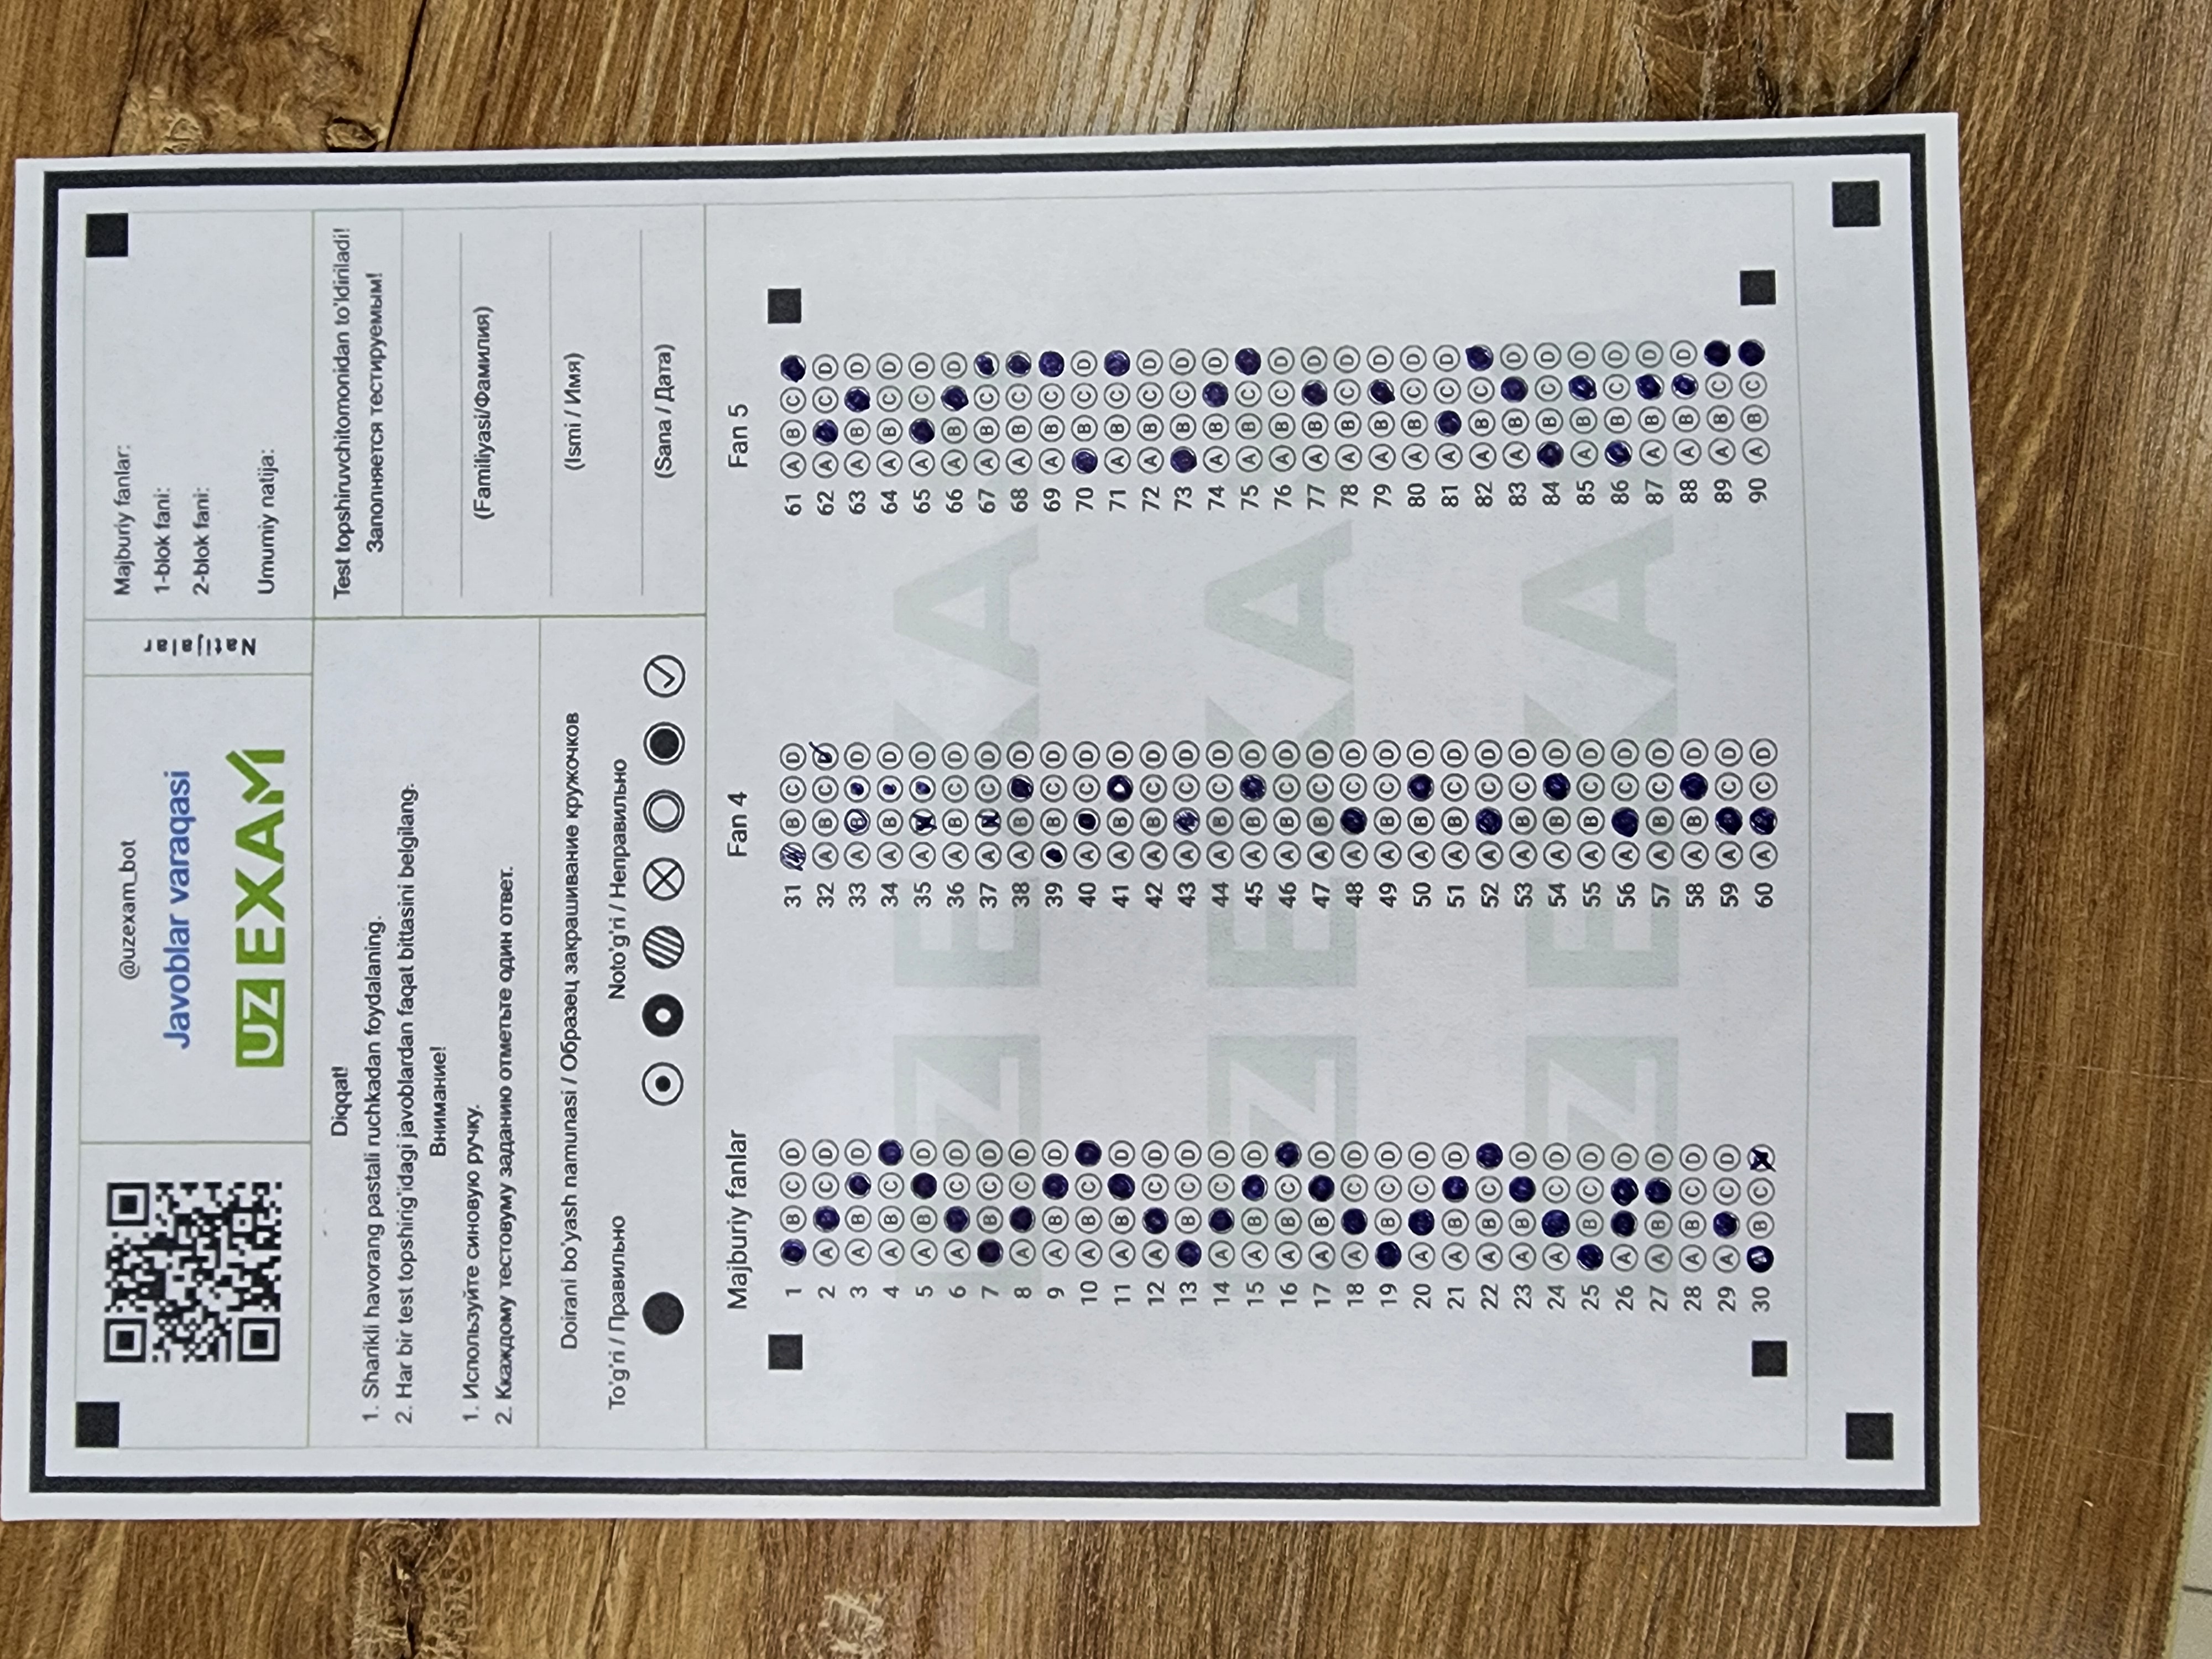 @uzexam_bot
Javoblar varaqasi
UZ EXAM
Natijalar
Majburiy fanlar:
1-blok fani:
2-blok fani:
Umumiy natija:
Diqqat!
1. Sharikli havorang pastali ruchkadan foydalaning.
2. Har bir test topshirig'idagi javoblardan faqat bittasini belgilang.
Внимание!
1. Используйте синовую ручку.
2. Ккаждому тестовуму заданию отметьте один ответ.
Test topshiruvchitomonidan to'ldiriladi!
Заполняется тестируемым!
(Familiyasi/Фамилия)
(Ismi / Имя)
(Sana / Дата)
Doirani bo'yash namunasi / Образец закрашивание кружочков
To'g'ri / Правильно
Noto'g'ri / Неправильно
Majburiy fanlar
1 B C D
2 A C D
3 A B D
4 A B C
5 A B D
6 A C D
7 B C D
8 A C D
9 A B D
10 A B C
11 A B D
12 A C D
13 B C D
14 A C D
15 A B D
16 A B C
17 A B D
18 A C D
19 B C D
20 A C D
21 A B D
22 A B C
23 A B D
24 A C D
25 B C D
26 A D
27 A B D
28 A B C D
29 A C D
30 A B C
Fan 4
31 B C D
32 A B C D
33 A B D
34 A B D
35 A D
36 A B C D
37 A C D
38 A B D
39 B C D
40 A C D
41 A B D
42 A B C D
43 A C D
44 A B C D
45 A B D
46 A B C D
47 A B C D
48 A C D
49 A B C D
50 A B D
51 A B C D
52 A C D
53 A B C D
54 A B D
55 A B C D
56 A C D
57 A B C D
58 A B D
59 A C D
60 A C D
Fan 5
61 A B C
62 A C D
63 A B D
64 A B C D
65 A C D
66 A B D
67 A B C
68 A B C
69 A B C
70 B C D
71 A B C
72 A B C D
73 B C D
74 A B D
75 A B C
76 A B C D
77 A B D
78 A B C D
79 A B D
80 A B C D
81 A C D
82 A B C
83 A B D
84 B C D
85 A B D
86 B C D
87 A B D
88 A B D
89 A B C
90 A B C